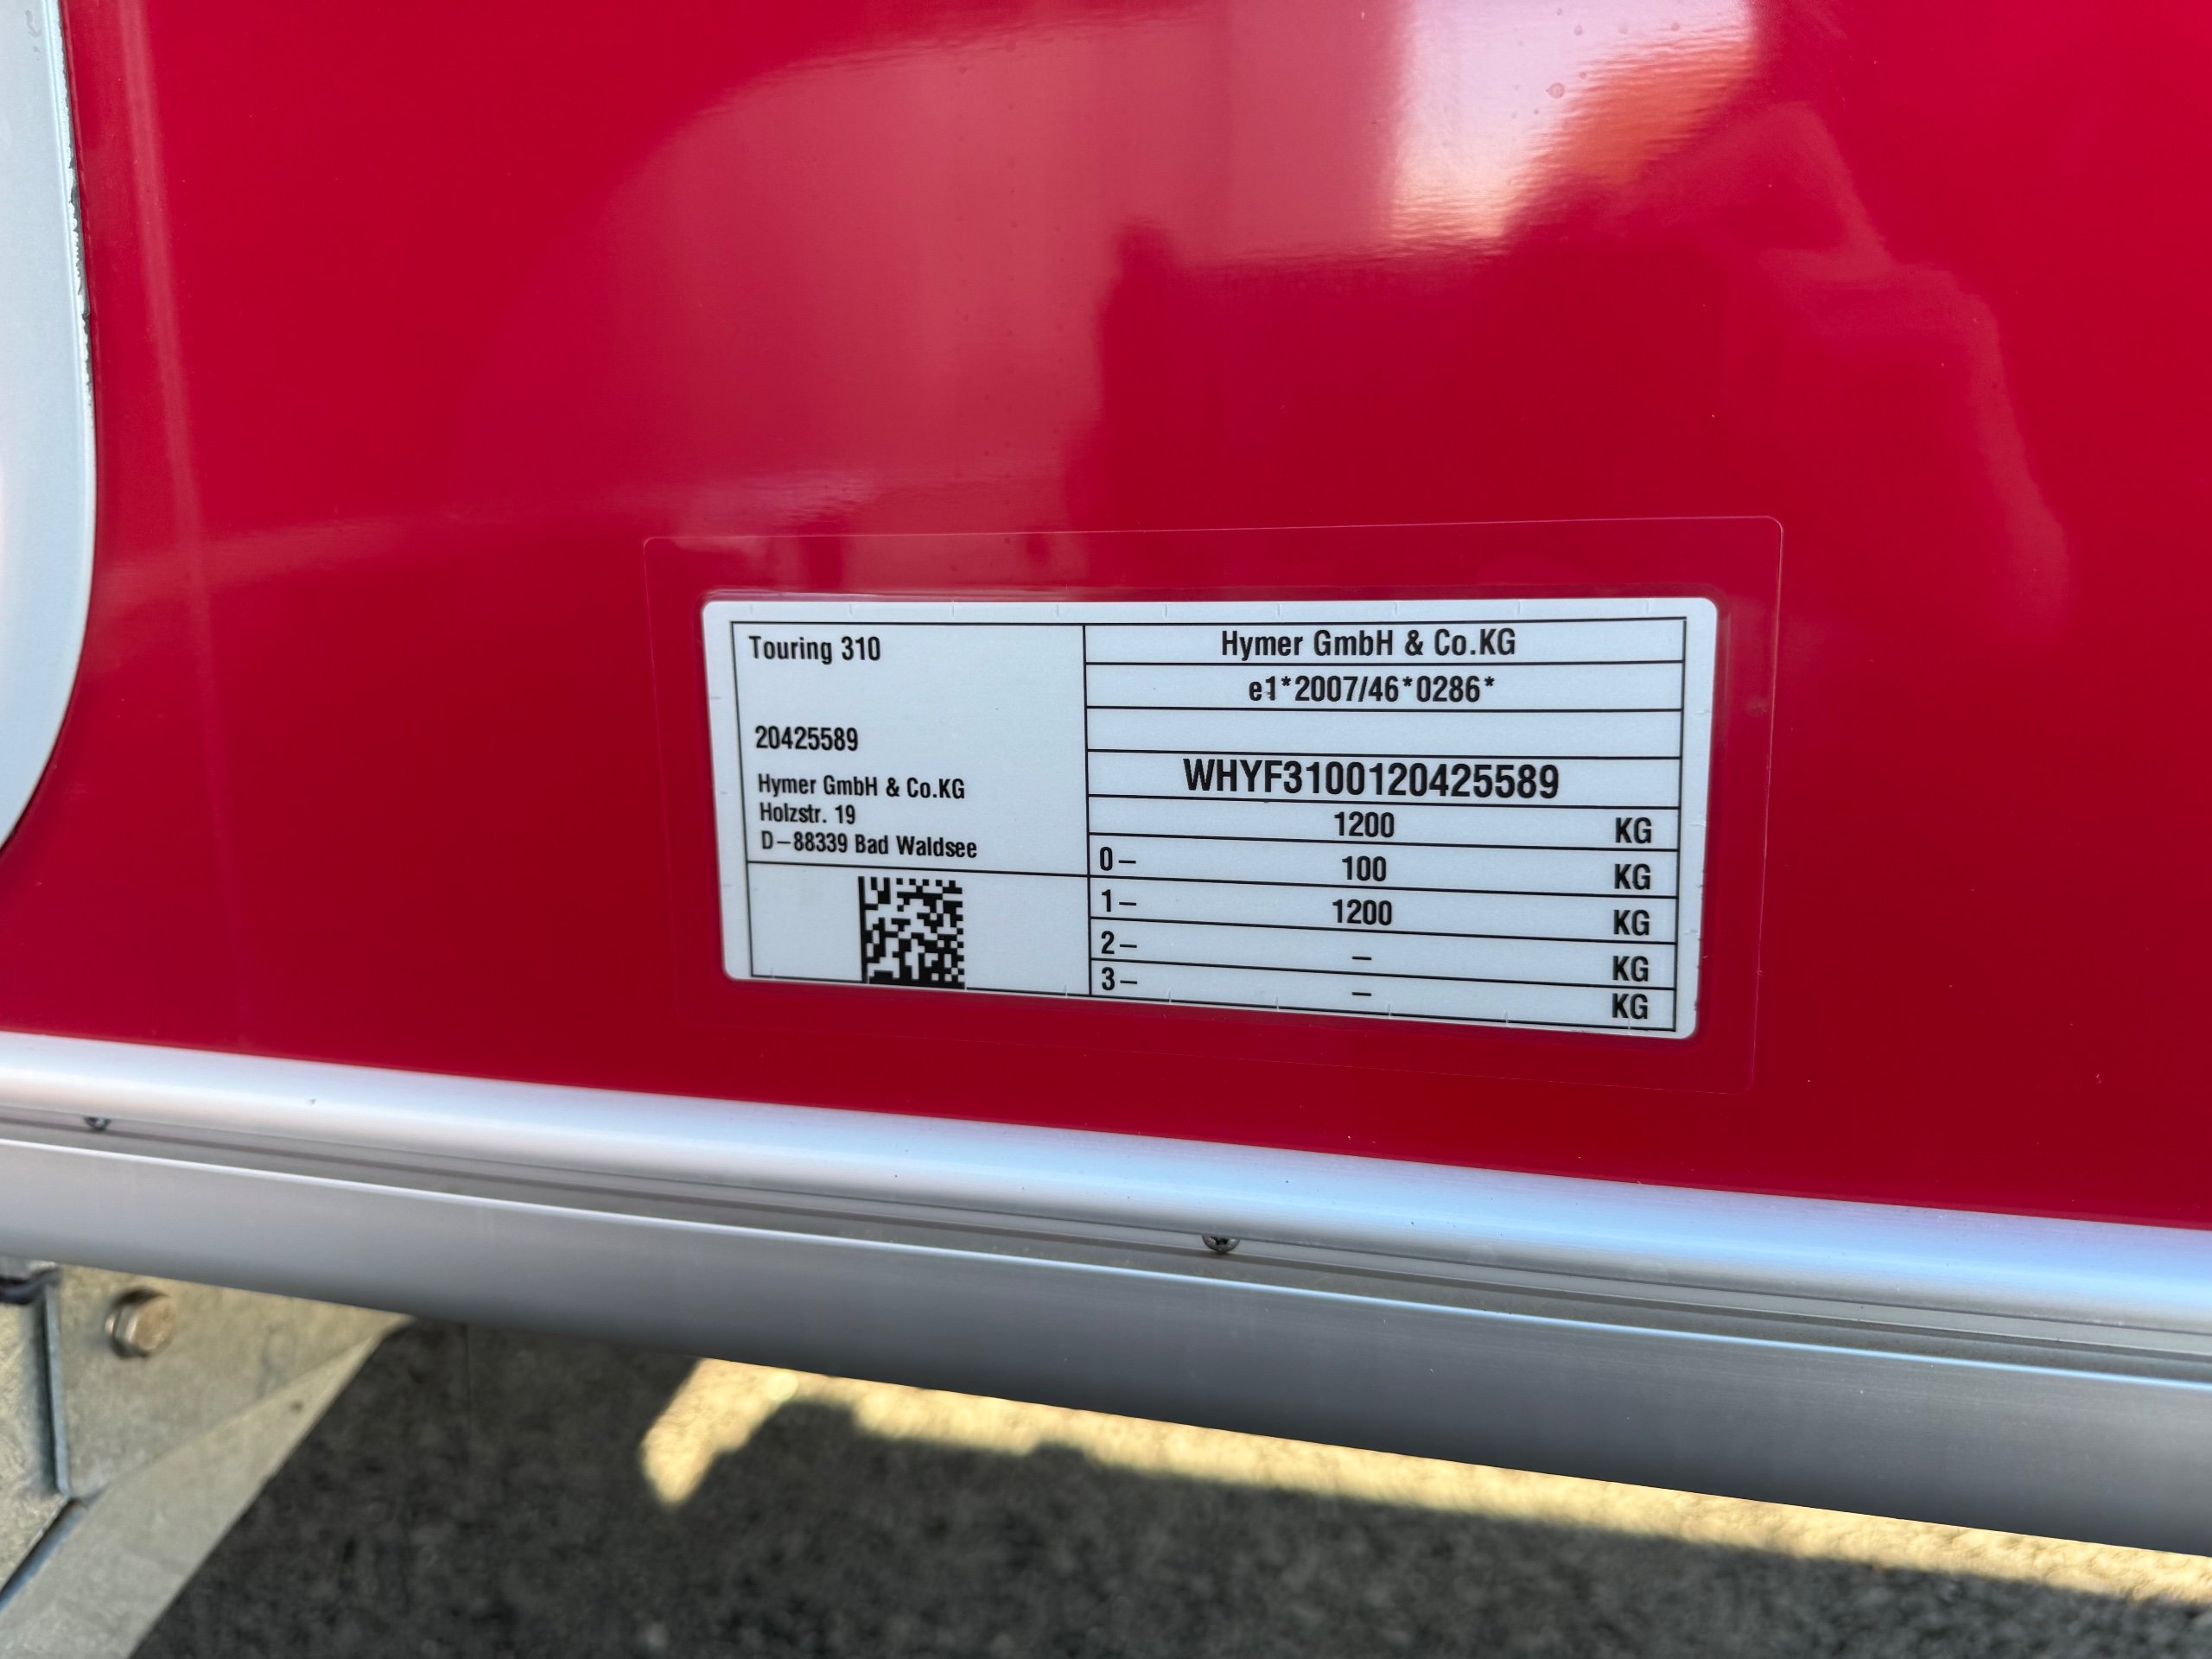 Touring 310
20425589
Hymer GmbH & Co.KG
Holzstr. 19
D–88339 Bad Waldsee
Hymer GmbH & Co.KG
e1*2007/46*0286*
WHYF3100120425589
1200 KG
0– 100 KG
1– 1200 KG
2– – KG
3– – KG